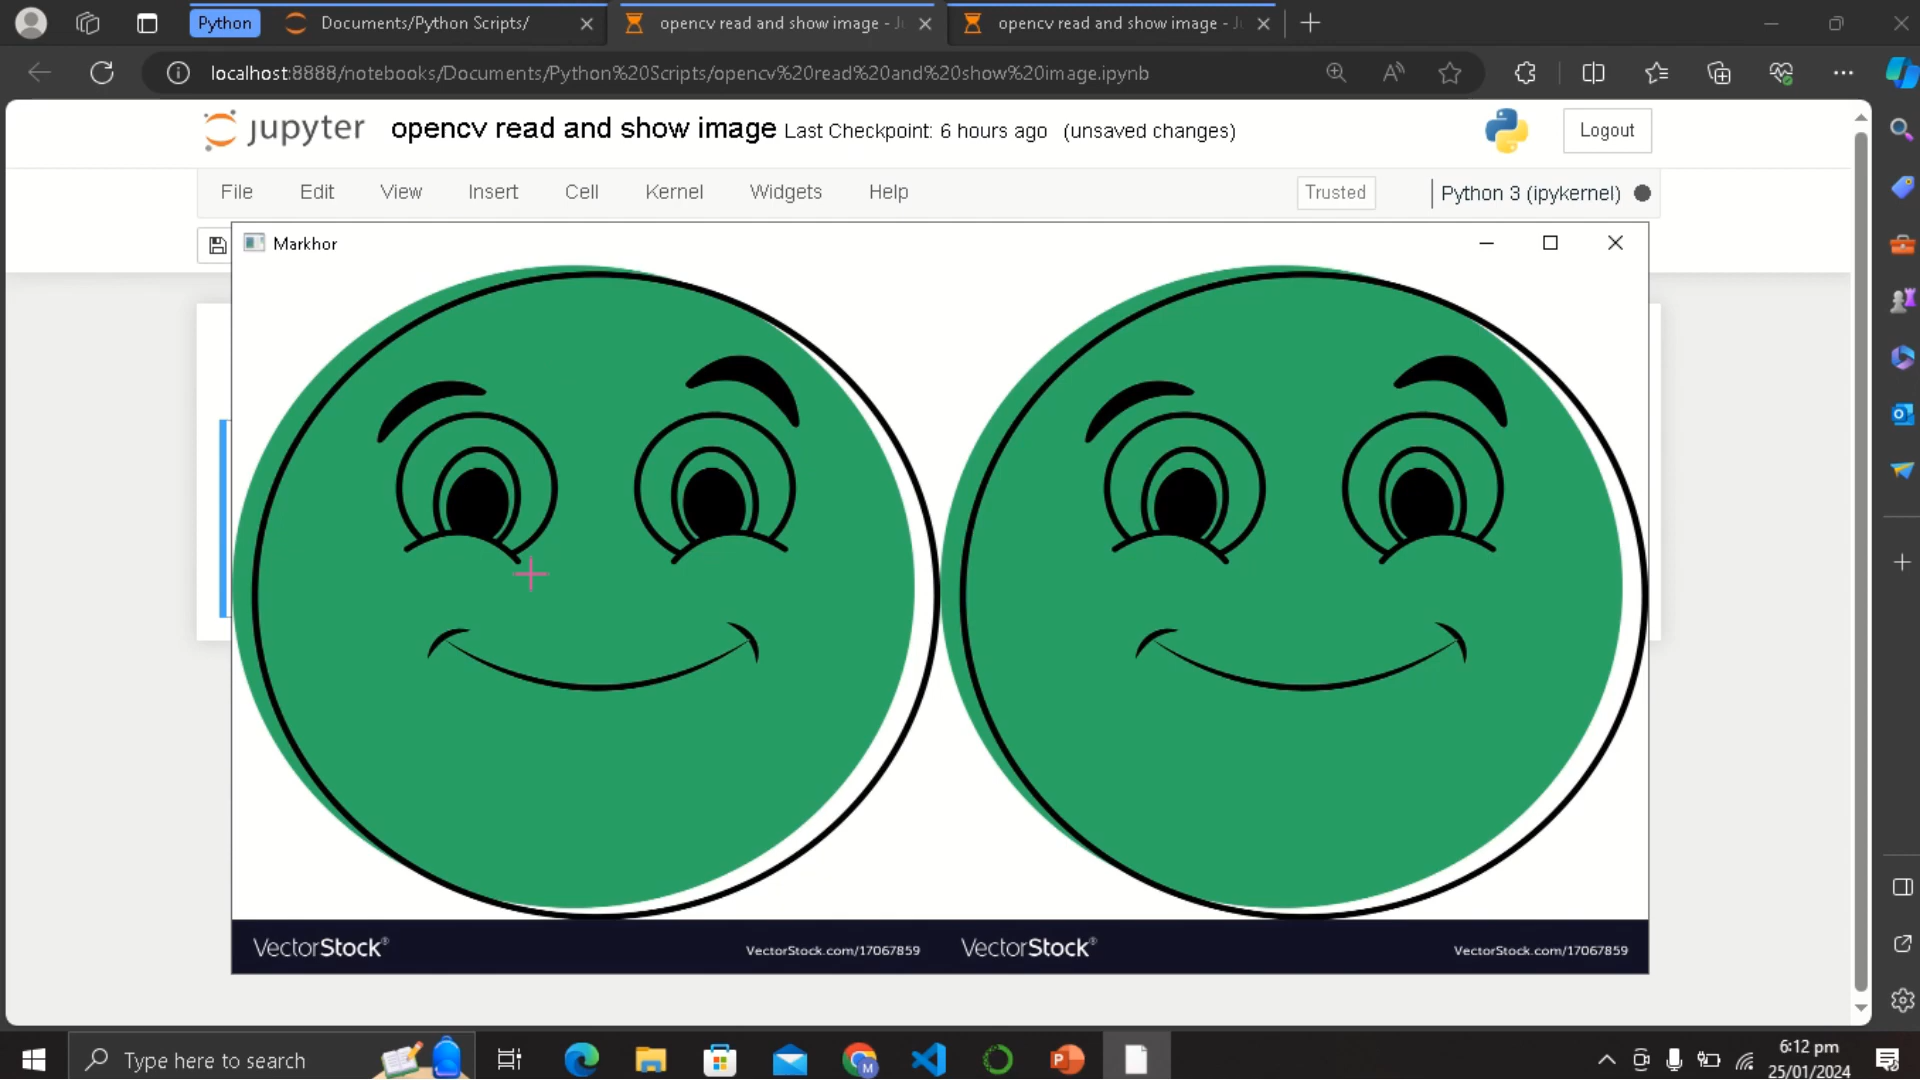 Python
Documents/Python Scripts/
opencv read and show image - Ju
opencv read and show image - Ju
localhost:8888/notebooks/Documents/Python%20Scripts/opencv%20read%20and%20show%20image.ipynb
jupyter opencv read and show image Last Checkpoint: 6 hours ago (unsaved changes)
Logout
File Edit View Insert Cell Kernel Widgets Help
Trusted Python 3 (ipykernel)
Markhor
VectorStock® VectorStock.com/17067859 VectorStock® VectorStock.com/17067859
Type here to search
6:12 pm
25/01/2024